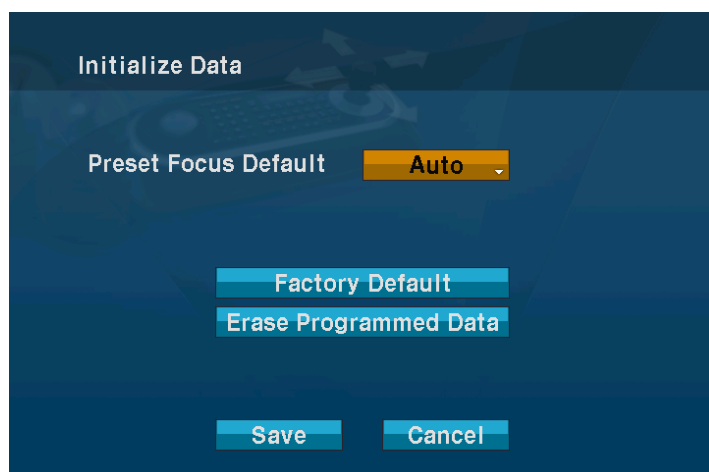 Initialize Data
Preset Focus Default Auto
Factory Default
Erase Programmed Data
Save Cancel